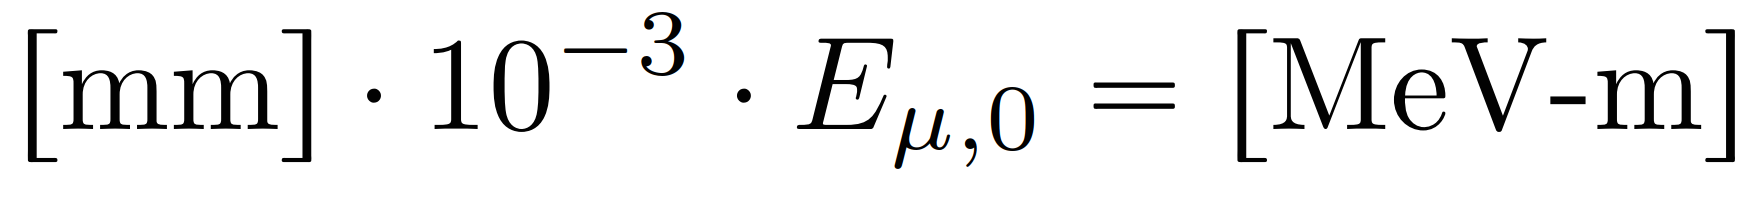 [mm] · 10⁻³ · E_{μ,0} = [MeV-m]